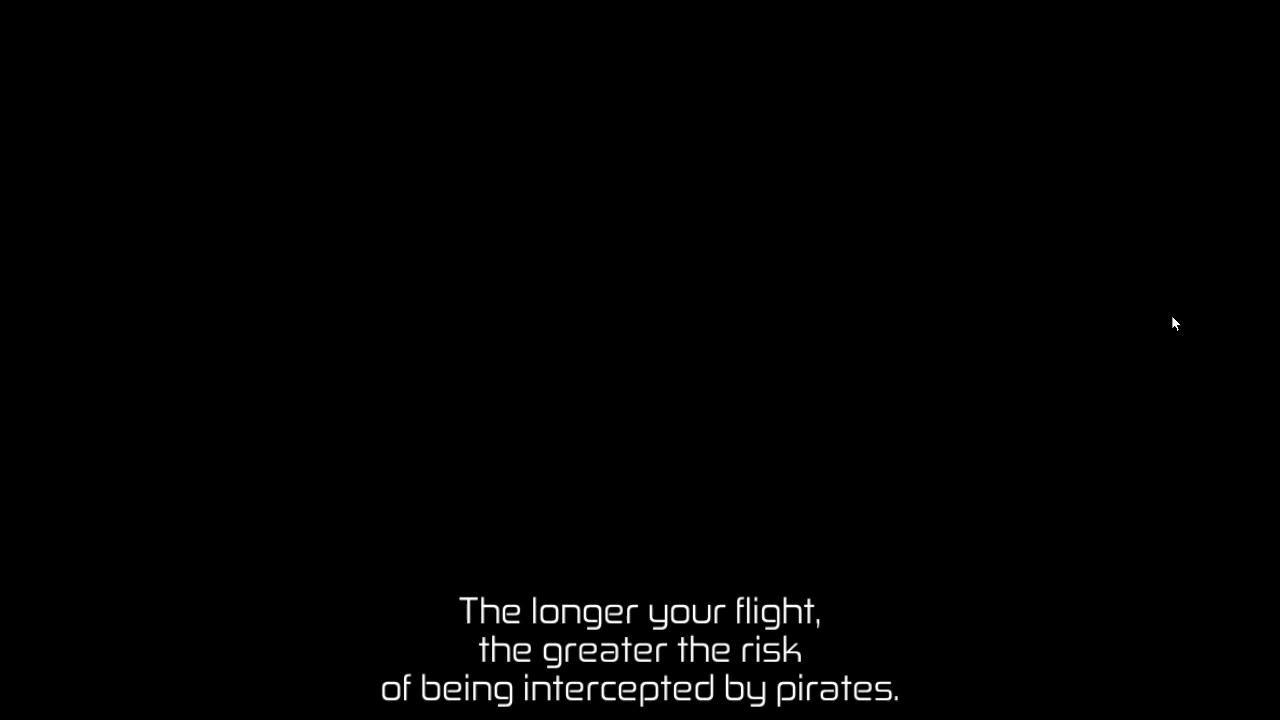 The longer your flight,
the greater the risk
of being intercepted by pirates.